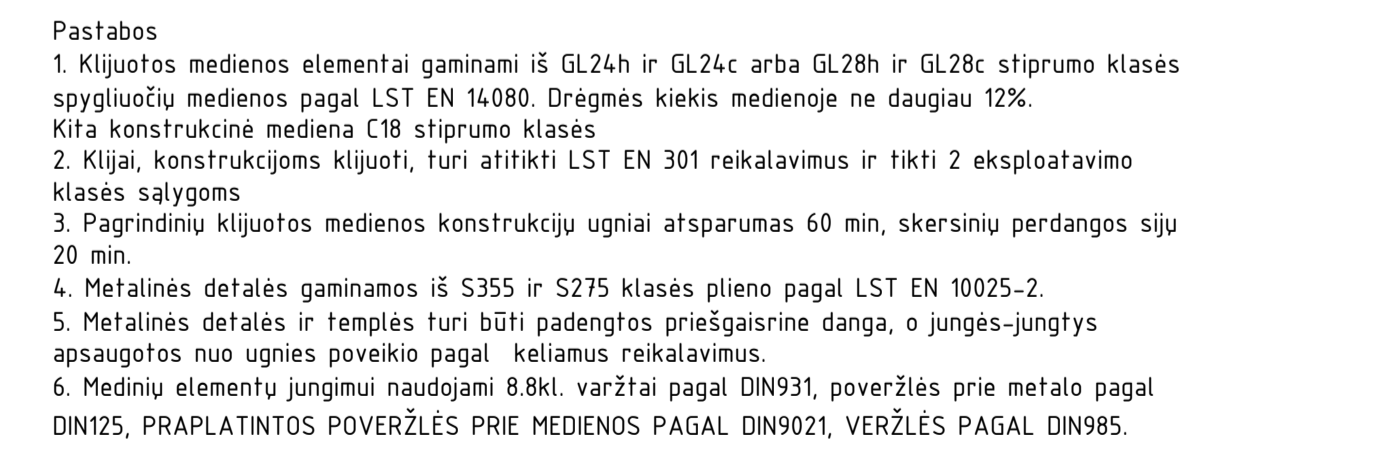 Pastabos
1. Klijuotos medienos elementai gaminami iš GL24h ir GL24c arba GL28h ir GL28c stiprumo klasės
spygliuočių medienos pagal LST EN 14080. Drėgmės kiekis medienoje ne daugiau 12%.
Kita konstrukcinė mediena C18 stiprumo klasės
2. Klijai, konstrukcijoms klijuoti, turi atitikti LST EN 301 reikalavimus ir tikti 2 eksploatavimo
klasės sąlygoms
3. Pagrindinių klijuotos medienos konstrukcijų ugniai atsparumas 60 min, skersinių perdangos sijų
20 min.
4. Metalinės detalės gaminamos iš S355 ir S275 klasės plieno pagal LST EN 10025-2.
5. Metalinės detalės ir templės turi būti padengtos priešgaisrine danga, o jungės-jungtys
apsaugotos nuo ugnies poveikio pagal keliamus reikalavimus.
6. Medinių elementų jungimui naudojami 8.8kl. varžtai pagal DIN931, poveržlės prie metalo pagal
DIN125, PRAPLATINTOS POVERŽLĖS PRIE MEDIENOS PAGAL DIN9021, VERŽLĖS PAGAL DIN985.